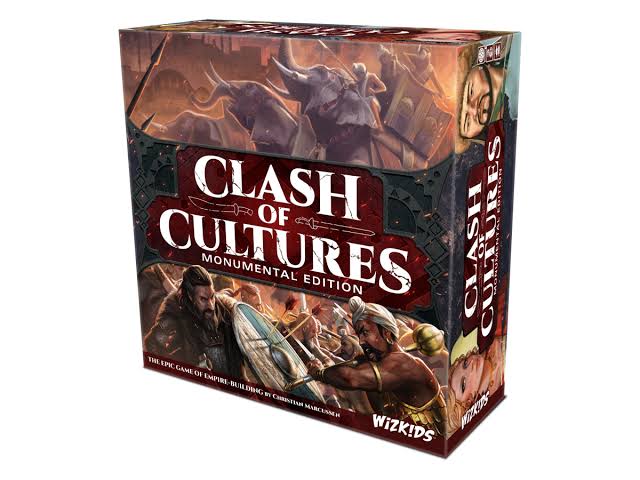 CLASH
OF
CULTURES
MONUMENTAL EDITION
THE EPIC GAME OF EMPIRE-BUILDING BY CHRISTIAN MARCUSSEN
WIZKIDS
CLASH
OF
CULTURES
MONUMENTAL EDITION